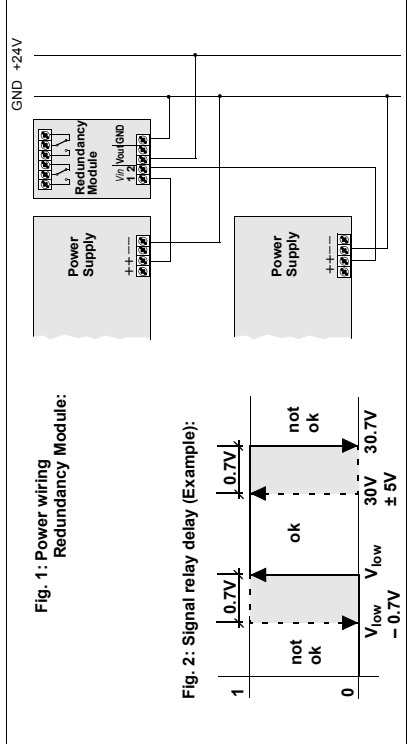 Fig. 1: Power wiring
Redundancy Module:
Power
Supply
++−−
Redundancy
Module
Vin
1 2
Vout
GND
GND +24V
Power
Supply
++−−
Fig. 2: Signal relay delay (Example):
1
0
0.7V
0.7V
not
ok
ok
not
ok
Vlow
− 0.7V
Vlow
30V
± 5V
30.7V